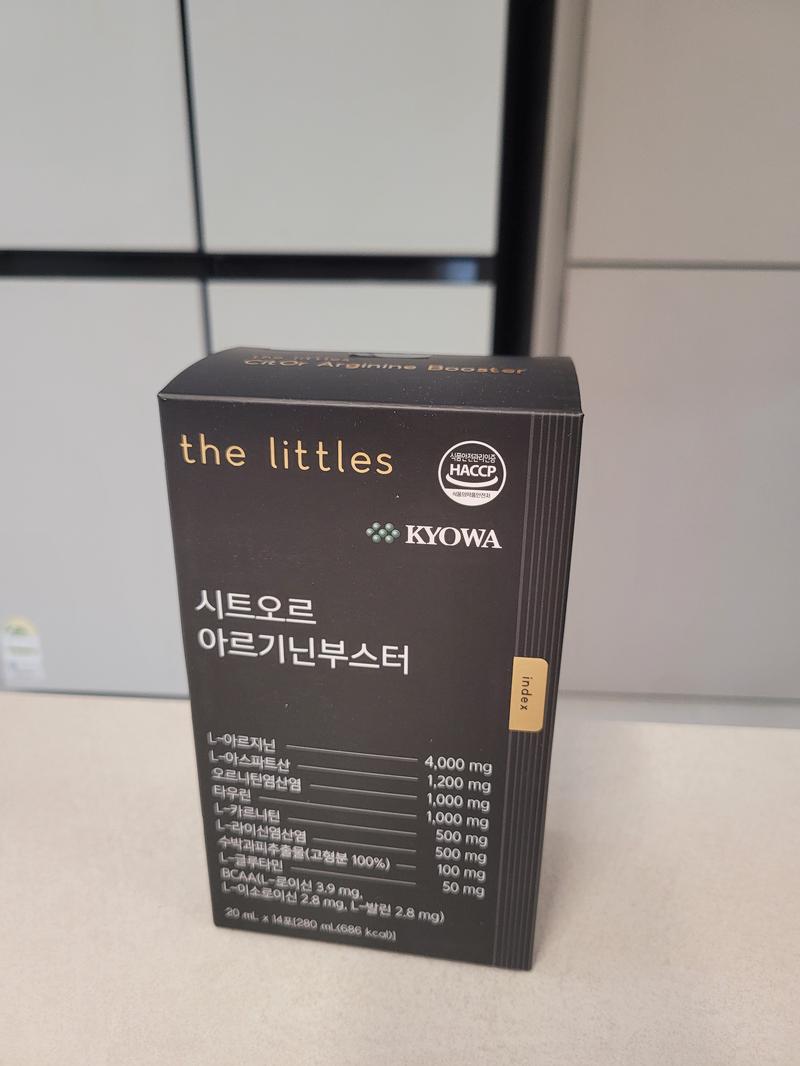 the littles
CitOr Arginine Booster
the littles
식품안전관리인증
HACCP
식품의약품안전처
KYOWA
시트오르
아르기닌부스터
index
L-아르지닌 4,000 mg
L-아스파트산 1,200 mg
오르니틴염산염 1,000 mg
타우린 1,000 mg
L-카르니틴 500 mg
L-라이신염산염 500 mg
수박과피추출물(고형분 100%) 100 mg
L-글루타민 50 mg
BCAA(L-로이신 3.9 mg,
L-이소로이신 2.8 mg, L-발린 2.8 mg)
20 mL x 14포[280 mL(686 kcal)]